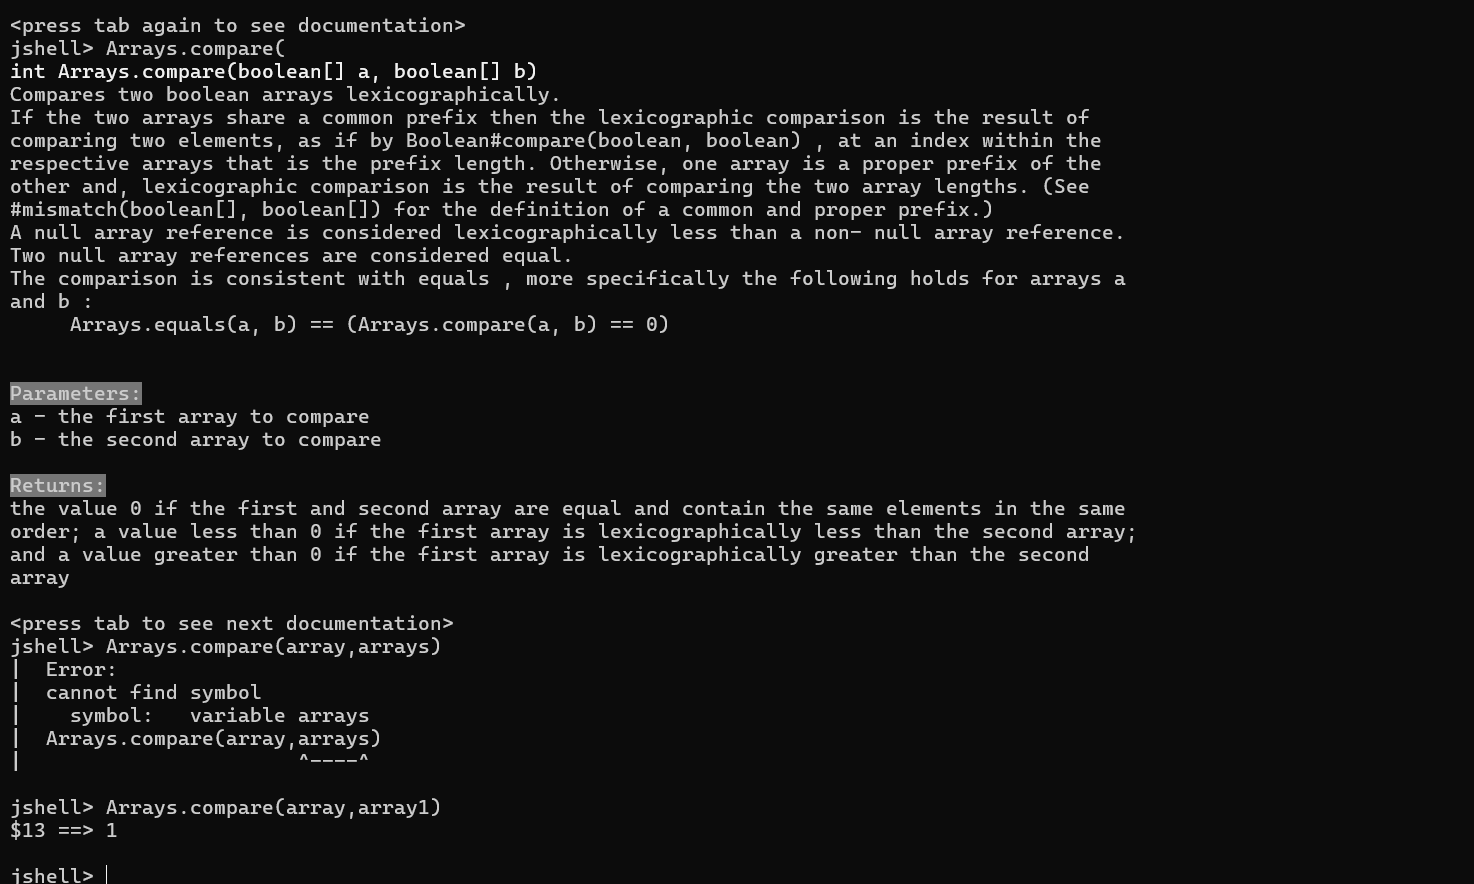 <press tab again to see documentation>
jshell> Arrays.compare(
int Arrays.compare(boolean[] a, boolean[] b)
Compares two boolean arrays lexicographically.
If the two arrays share a common prefix then the lexicographic comparison is the result of
comparing two elements, as if by Boolean#compare(boolean, boolean) , at an index within the
respective arrays that is the prefix length. Otherwise, one array is a proper prefix of the
other and, lexicographic comparison is the result of comparing the two array lengths. (See
#mismatch(boolean[], boolean[]) for the definition of a common and proper prefix.)
A null array reference is considered lexicographically less than a non- null array reference.
Two null array references are considered equal.
The comparison is consistent with equals , more specifically the following holds for arrays a
and b :
     Arrays.equals(a, b) == (Arrays.compare(a, b) == 0)
Parameters:
a - the first array to compare
b - the second array to compare
Returns:
the value 0 if the first and second array are equal and contain the same elements in the same
order; a value less than 0 if the first array is lexicographically less than the second array;
and a value greater than 0 if the first array is lexicographically greater than the second
array
<press tab to see next documentation>
jshell> Arrays.compare(array,arrays)
|  Error:
|  cannot find symbol
|    symbol:   variable arrays
|  Arrays.compare(array,arrays)
|                       ^----^
jshell> Arrays.compare(array,array1)
$13 ==> 1
jshell>